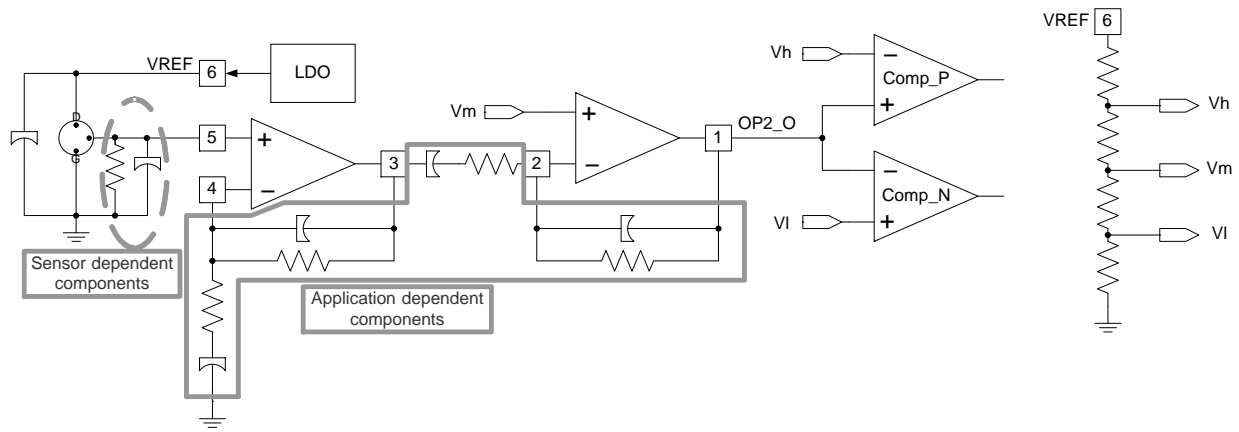 VREF
6
LDO
D
G
5
+
4
−
3
Vm
+
2
−
1
OP2_O
Vh
−
Comp_P
+
−
Comp_N
Vl
+
Sensor dependent
components
Application dependent
components
VREF
6
Vh
Vm
Vl